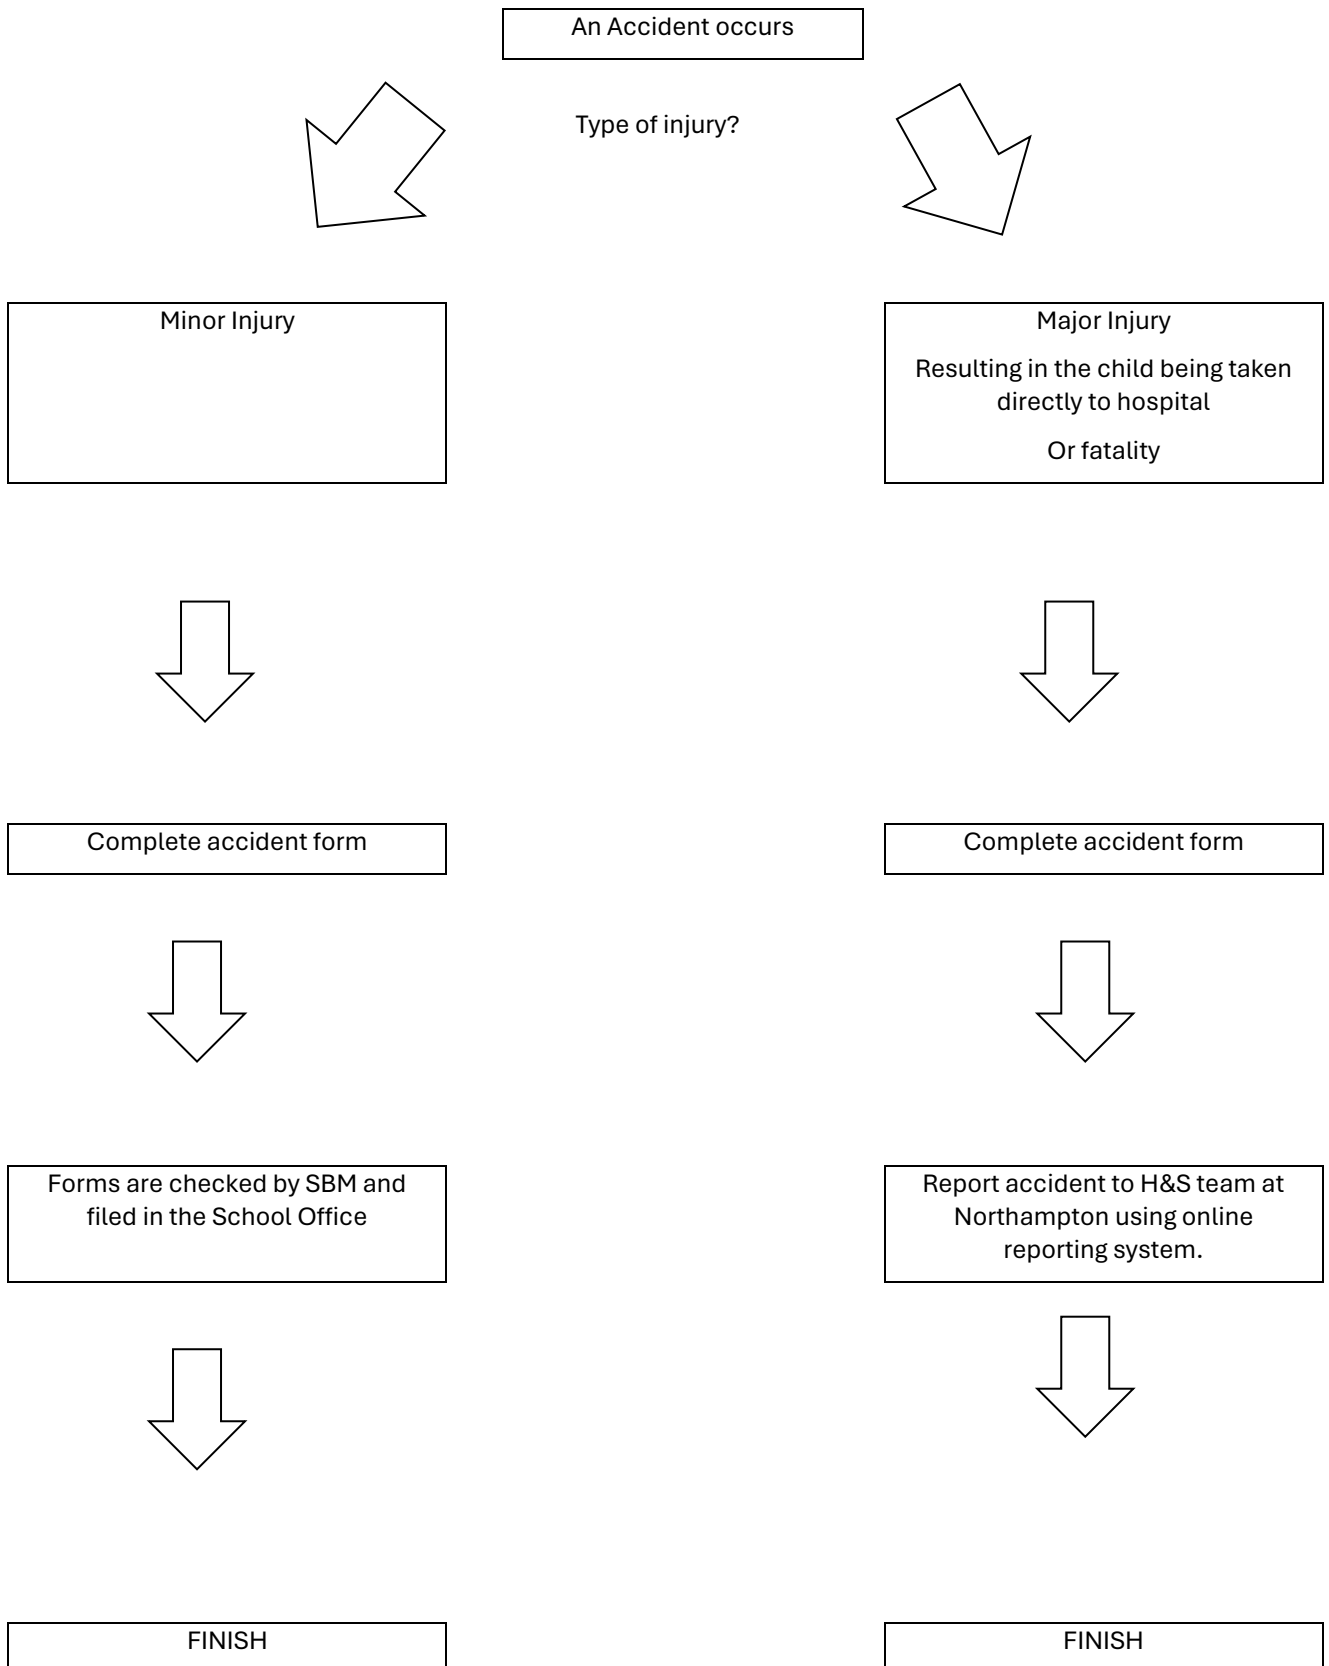 An Accident occurs
Type of injury?
Minor Injury
Major Injury
Resulting in the child being taken
directly to hospital
Or fatality
Complete accident form
Complete accident form
Forms are checked by SBM and
filed in the School Office
Report accident to H&S team at
Northampton using online
reporting system.
FINISH
FINISH